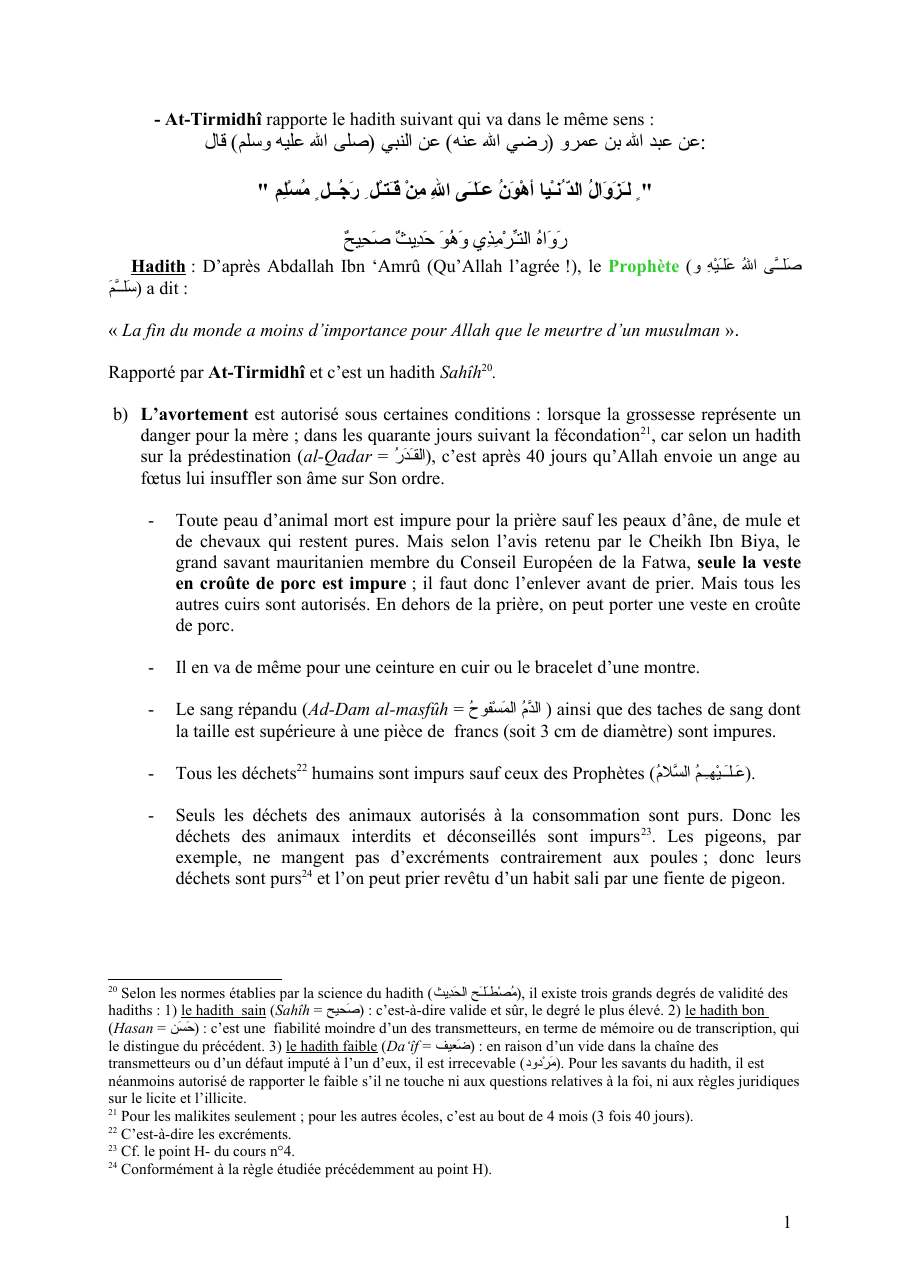 - At-Tirmidhî rapporte le hadith suivant qui va dans le même sens :
عن عبد الله بن عمرو (رضي الله عنه) عن النبي (صلى الله عليه وسلم) قال:
" لَـزَوَالُ الدُّنْـيا أَهْوَنُ عَـلَـى اللهِ مِنْ قَـتْـلِ رَجُــلٍ مُسْلِمٍ "
رَوَاهُ التِّـرْمِذِي وَهُوَ حَدِيثٌ صَحِيحٌ
Hadith : D’après Abdallah Ibn ‘Amrû (Qu’Allah l’agrée !), le Prophète (صَلَــَّى اللهُ عَلَـَيْهِ و
سَلَــَّمَ) a dit :
« La fin du monde a moins d’importance pour Allah que le meurtre d’un musulman ».
Rapporté par At-Tirmidhî et c’est un hadith Sahîh20.
b) L’avortement est autorisé sous certaines conditions : lorsque la grossesse représente un
danger pour la mère ; dans les quarante jours suivant la fécondation21, car selon un hadith
sur la prédestination (al-Qadar = القَـدَرُ), c’est après 40 jours qu’Allah envoie un ange au
fœtus lui insuffler son âme sur Son ordre.
- Toute peau d’animal mort est impure pour la prière sauf les peaux d’âne, de mule et
de chevaux qui restent pures. Mais selon l’avis retenu par le Cheikh Ibn Biya, le
grand savant mauritanien membre du Conseil Européen de la Fatwa, seule la veste
en croûte de porc est impure ; il faut donc l’enlever avant de prier. Mais tous les
autres cuirs sont autorisés. En dehors de la prière, on peut porter une veste en croûte
de porc.
- Il en va de même pour une ceinture en cuir ou le bracelet d’une montre.
- Le sang répandu (Ad-Dam al-masfûh = الدَّمُ المَسْفوحُ ) ainsi que des taches de sang dont
la taille est supérieure à une pièce de francs (soit 3 cm de diamètre) sont impures.
- Tous les déchets22 humains sont impurs sauf ceux des Prophètes (عَـلَــيْـهِـمُ السَّلامُ).
- Seuls les déchets des animaux autorisés à la consommation sont purs. Donc les
déchets des animaux interdits et déconseillés sont impurs23. Les pigeons, par
exemple, ne mangent pas d’excréments contrairement aux poules ; donc leurs
déchets sont purs24 et l’on peut prier revêtu d’un habit sali par une fiente de pigeon.
20 Selon les normes établies par la science du hadith (مُصْطَـلَـح الحَدِيث), il existe trois grands degrés de validité des
hadiths : 1) le hadith sain (Sahîh = صَحيح) : c’est-à-dire valide et sûr, le degré le plus élevé. 2) le hadith bon
(Hasan = حَسَن) : c’est une fiabilité moindre d’un des transmetteurs, en terme de mémoire ou de transcription, qui
le distingue du précédent. 3) le hadith faible (Da‘îf = ضَعيف) : en raison d’un vide dans la chaîne des
transmetteurs ou d’un défaut imputé à l’un d’eux, il est irrecevable (مَرْدود). Pour les savants du hadith, il est
néanmoins autorisé de rapporter le faible s’il ne touche ni aux questions relatives à la foi, ni aux règles juridiques
sur le licite et l’illicite.
21 Pour les malikites seulement ; pour les autres écoles, c’est au bout de 4 mois (3 fois 40 jours).
22 C’est-à-dire les excréments.
23 Cf. le point H- du cours n°4.
24 Conformément à la règle étudiée précédemment au point H).
1